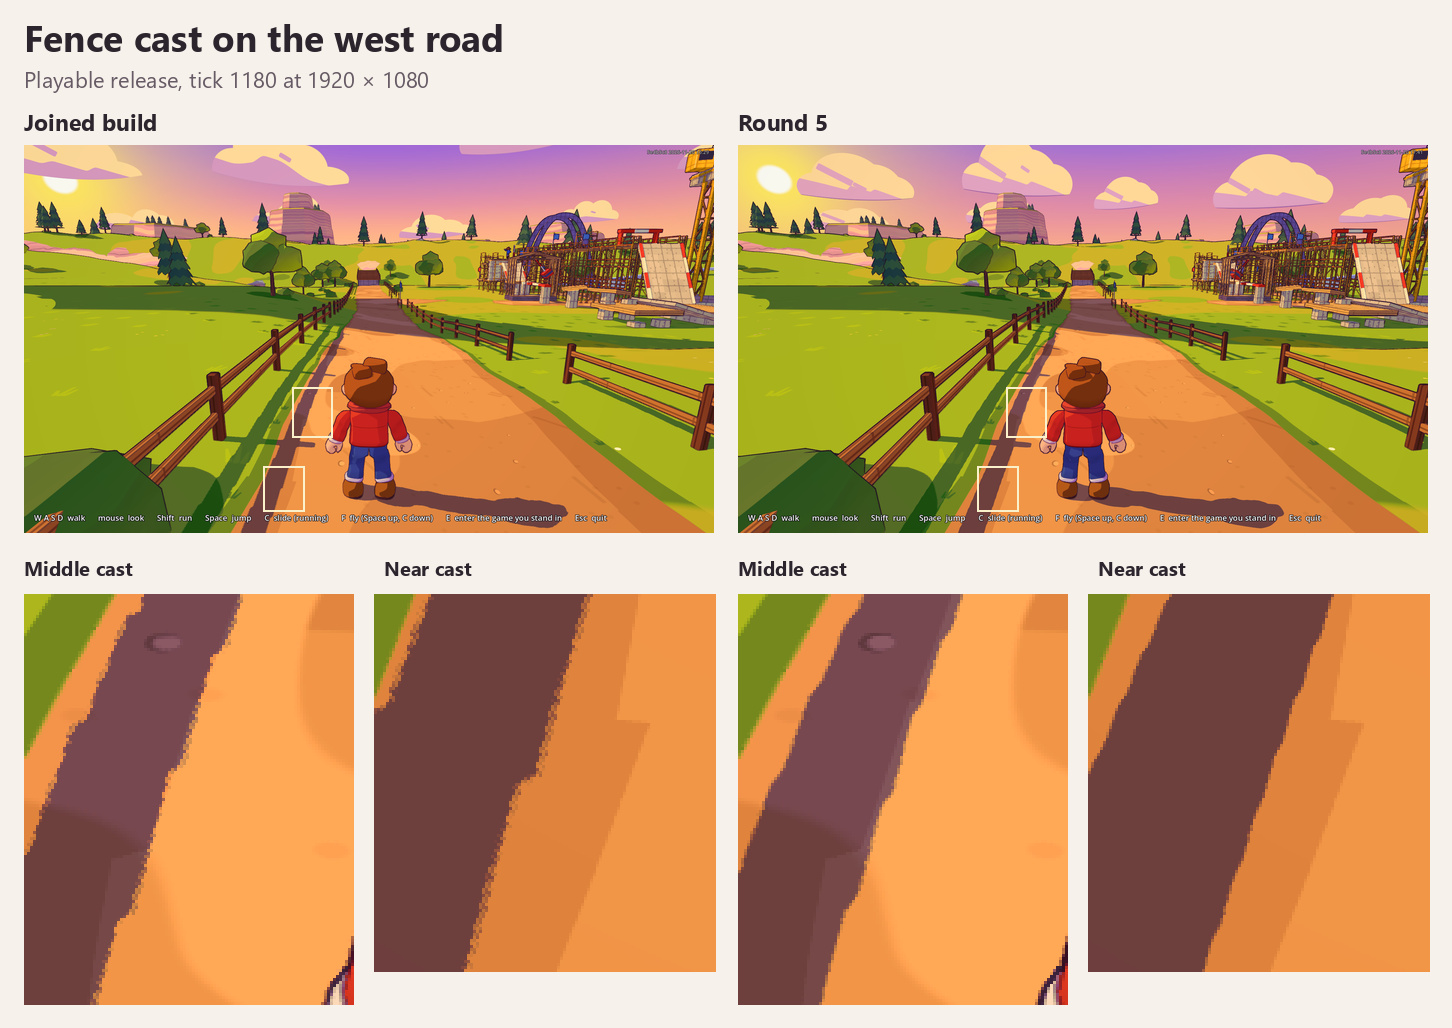 Fence cast on the west road
Playable release, tick 1180 at 1920 × 1080
Joined build
Round 5
W A S D walk mouse look Shift run Space jump C slide (running) F fly (Space up, C down) E enter the game you stand in Esc quit
W A S D walk mouse look Shift run Space jump C slide (running) F fly (Space up, C down) E enter the game you stand in Esc quit
Middle cast
Near cast
Middle cast
Near cast